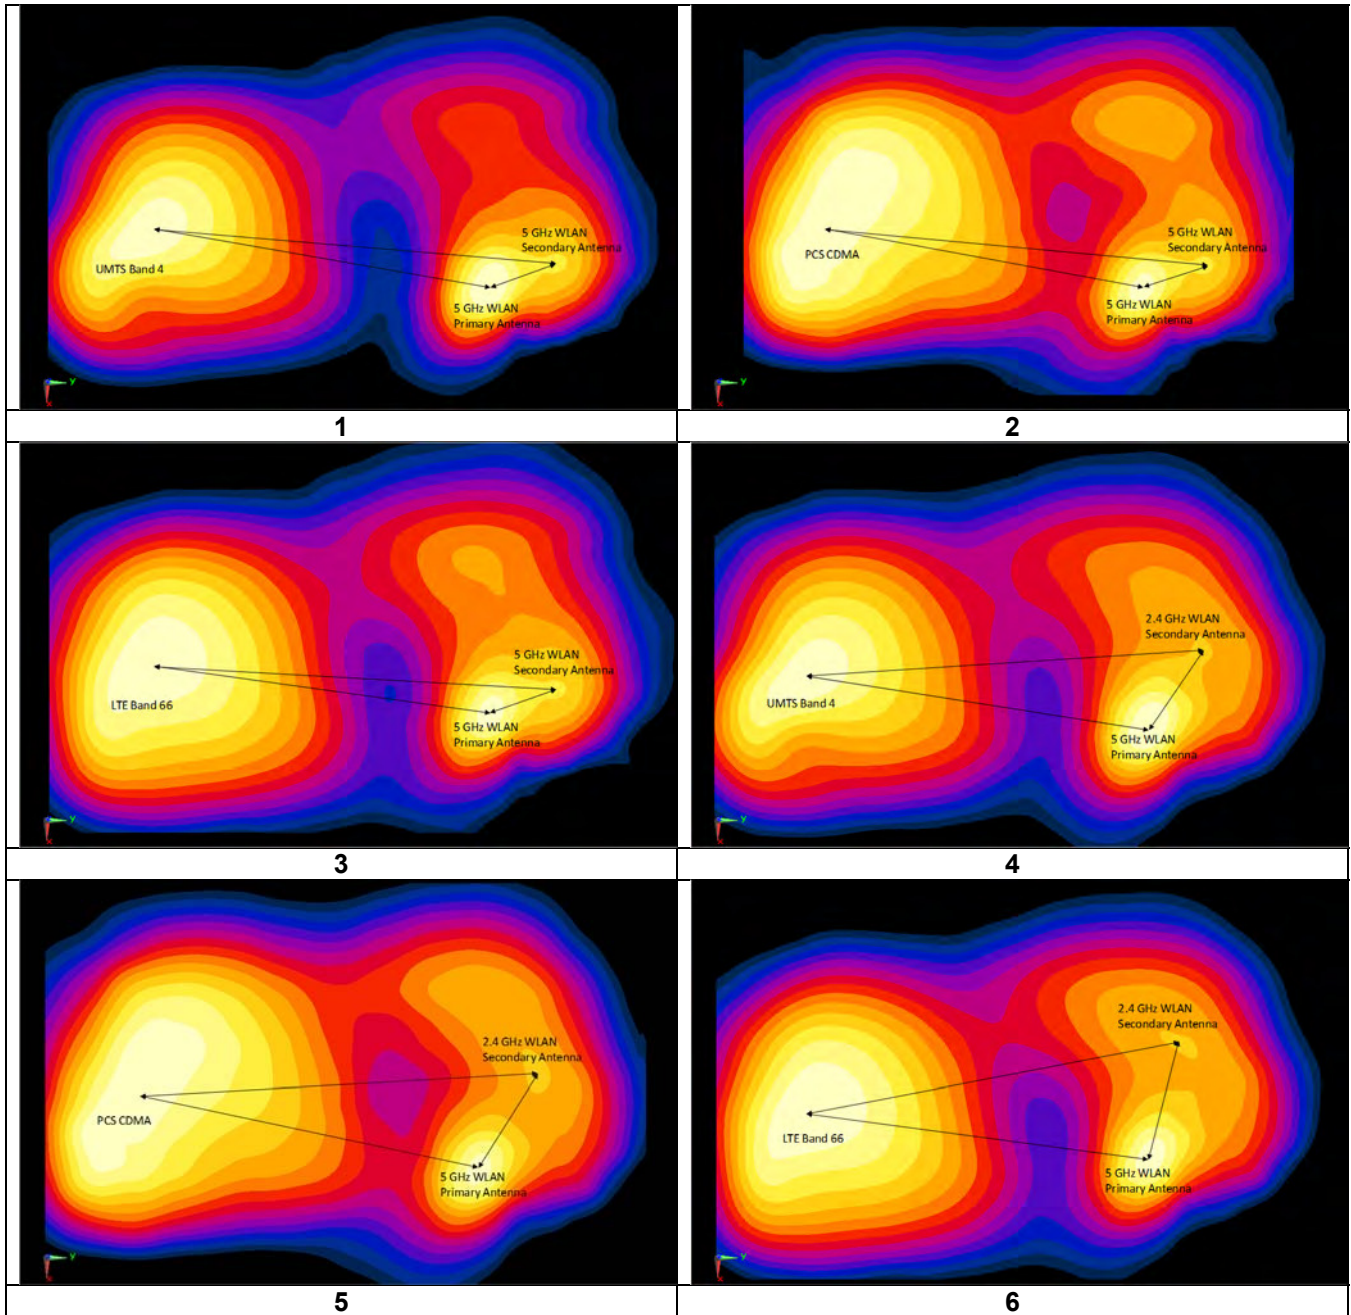 5 GHz WLAN
Secondary Antenna
UMTS Band 4
5 GHz WLAN
Primary Antenna
Y
X
1
5 GHz WLAN
Secondary Antenna
PCS CDMA
5 GHz WLAN
Primary Antenna
Y
X
2
5 GHz WLAN
Secondary Antenna
LTE Band 66
5 GHz WLAN
Primary Antenna
Y
X
3
2.4 GHz WLAN
Secondary Antenna
UMTS Band 4
5 GHz WLAN
Primary Antenna
Y
X
4
2.4 GHz WLAN
Secondary Antenna
PCS CDMA
5 GHz WLAN
Primary Antenna
Y
X
5
2.4 GHz WLAN
Secondary Antenna
LTE Band 66
5 GHz WLAN
Primary Antenna
Y
X
6